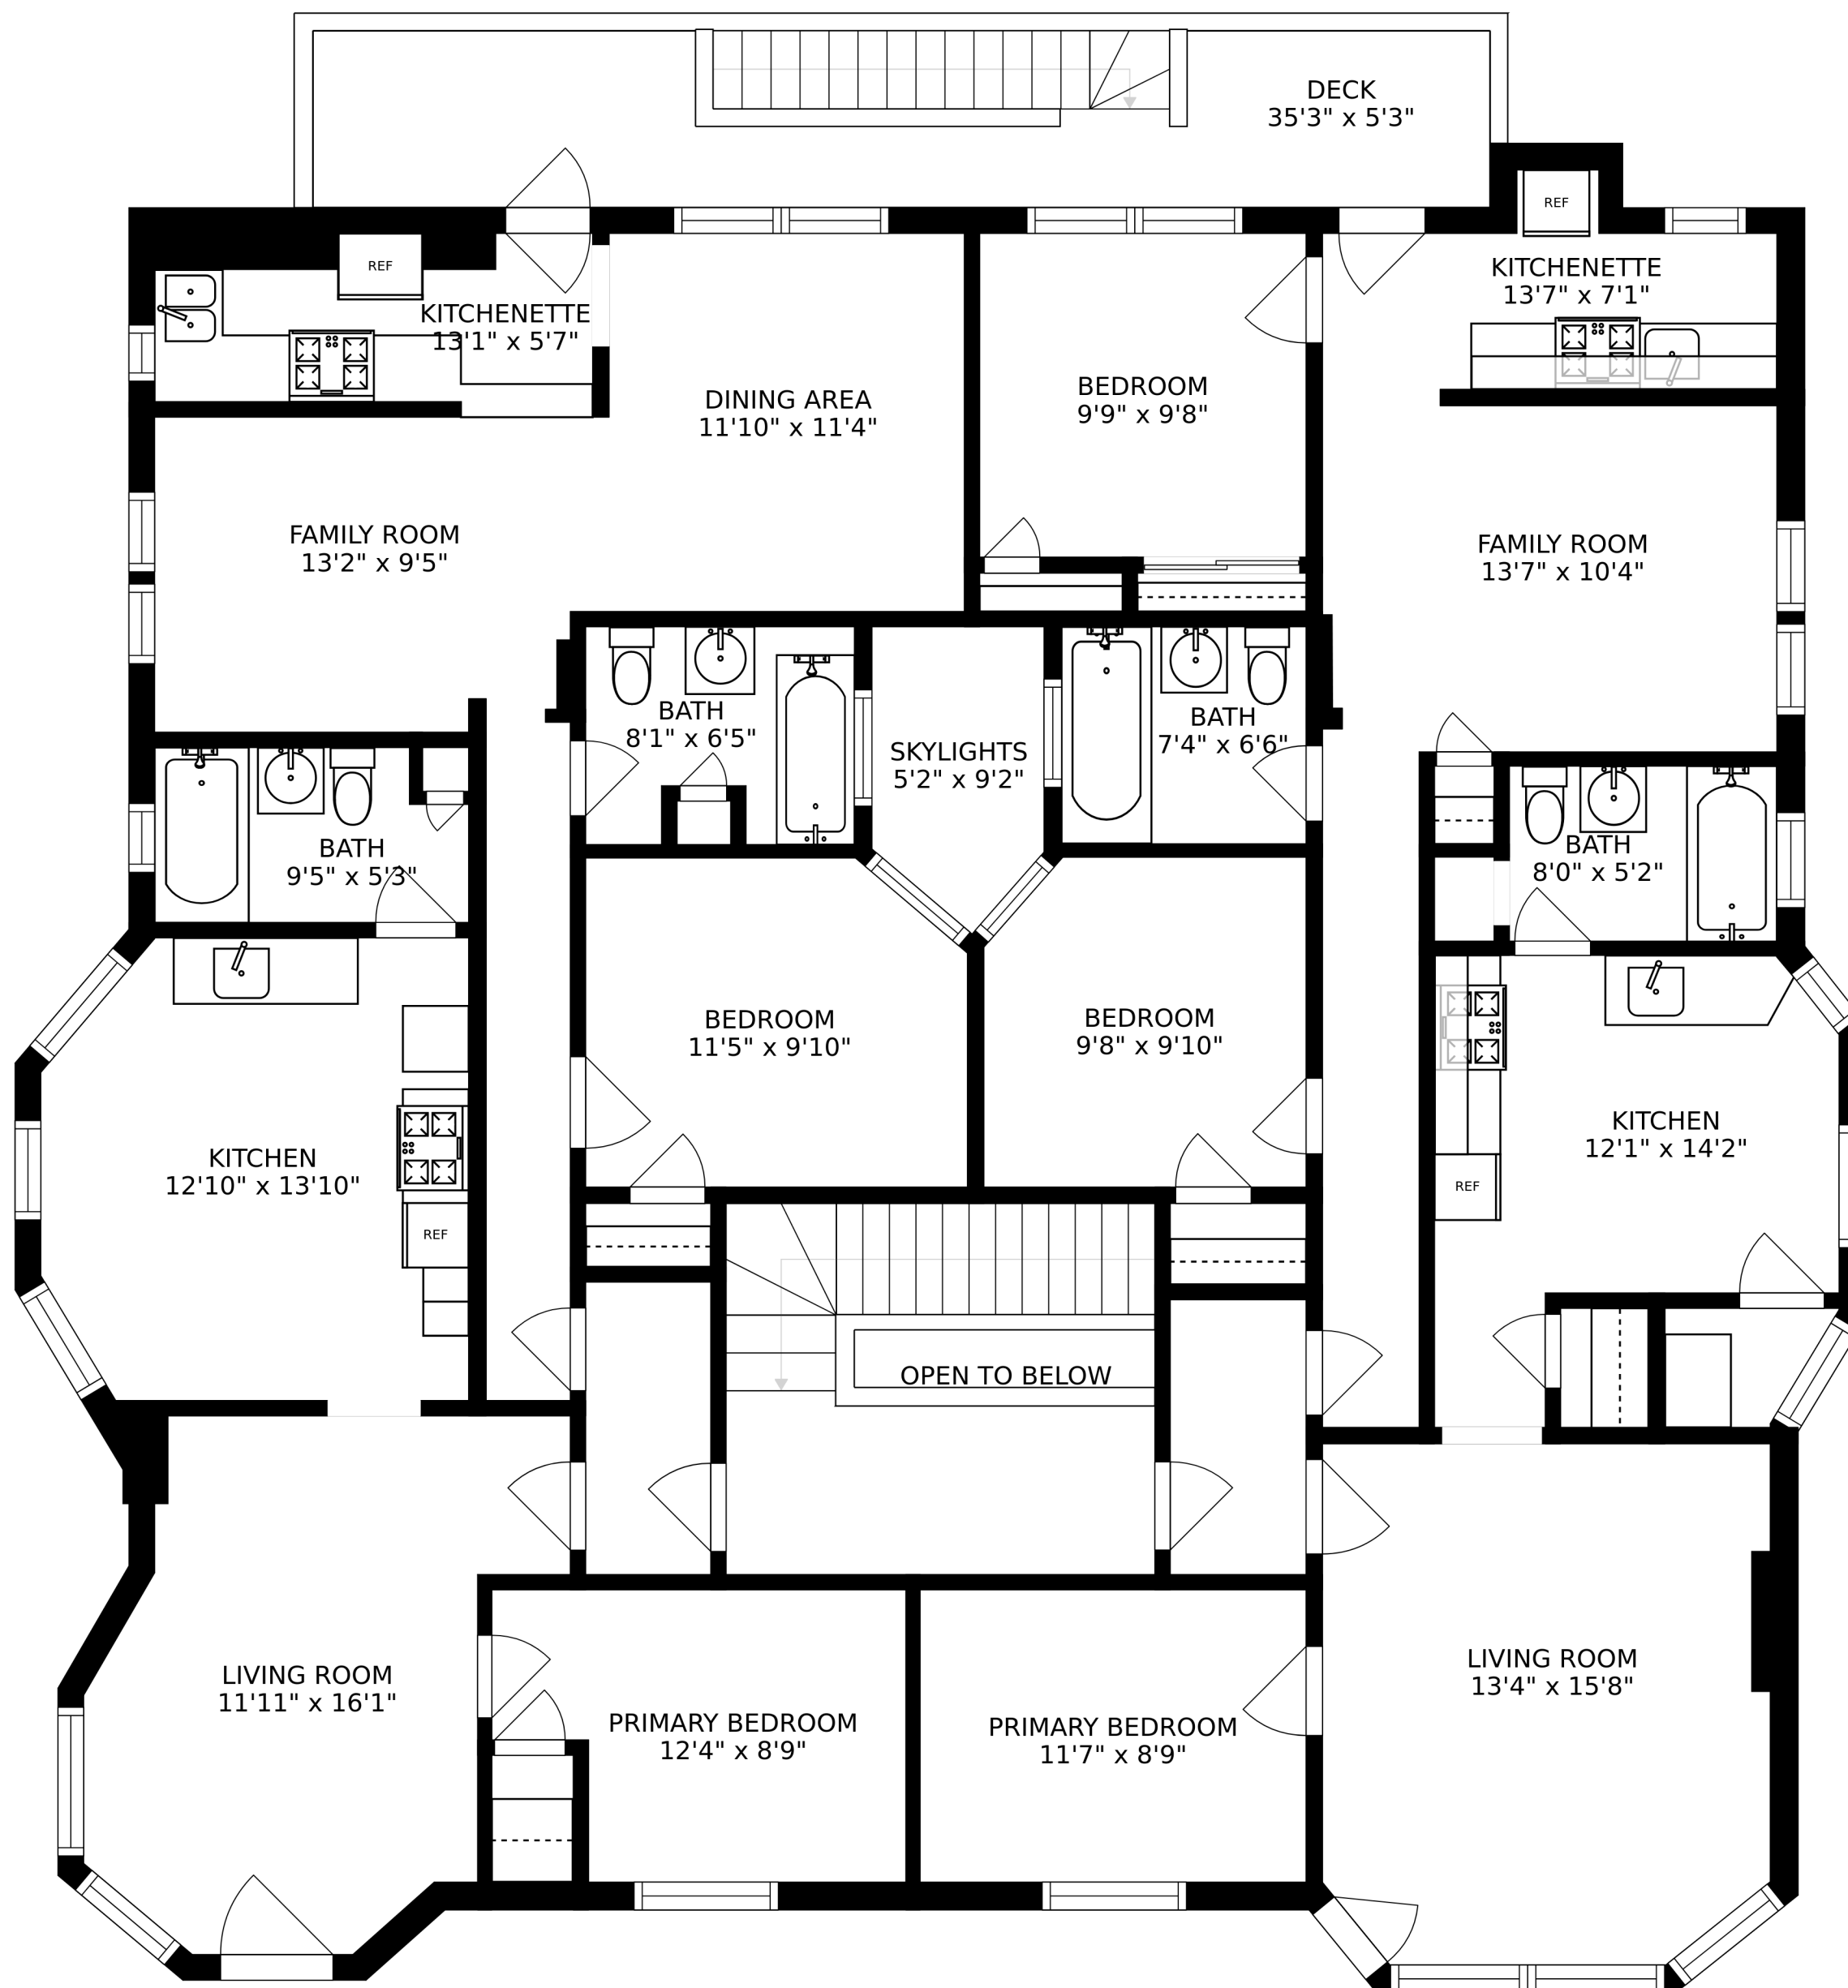 DECK
35'3" x 5'3"
REF
REF
KITCHENETTE
13'7" x 7'1"
KITCHENETTE
13'1" x 5'7"
BEDROOM
9'9" x 9'8"
DINING AREA
11'10" x 11'4"
FAMILY ROOM
13'2" x 9'5"
FAMILY ROOM
13'7" x 10'4"
BATH
8'1" x 6'5"
BATH
7'4" x 6'6"
SKYLIGHTS
5'2" x 9'2"
BATH
9'5" x 5'3"
BATH
8'0" x 5'2"
BEDROOM
11'5" x 9'10"
BEDROOM
9'8" x 9'10"
KITCHEN
12'10" x 13'10"
KITCHEN
12'1" x 14'2"
REF
REF
OPEN TO BELOW
LIVING ROOM
11'11" x 16'1"
LIVING ROOM
13'4" x 15'8"
PRIMARY BEDROOM
12'4" x 8'9"
PRIMARY BEDROOM
11'7" x 8'9"